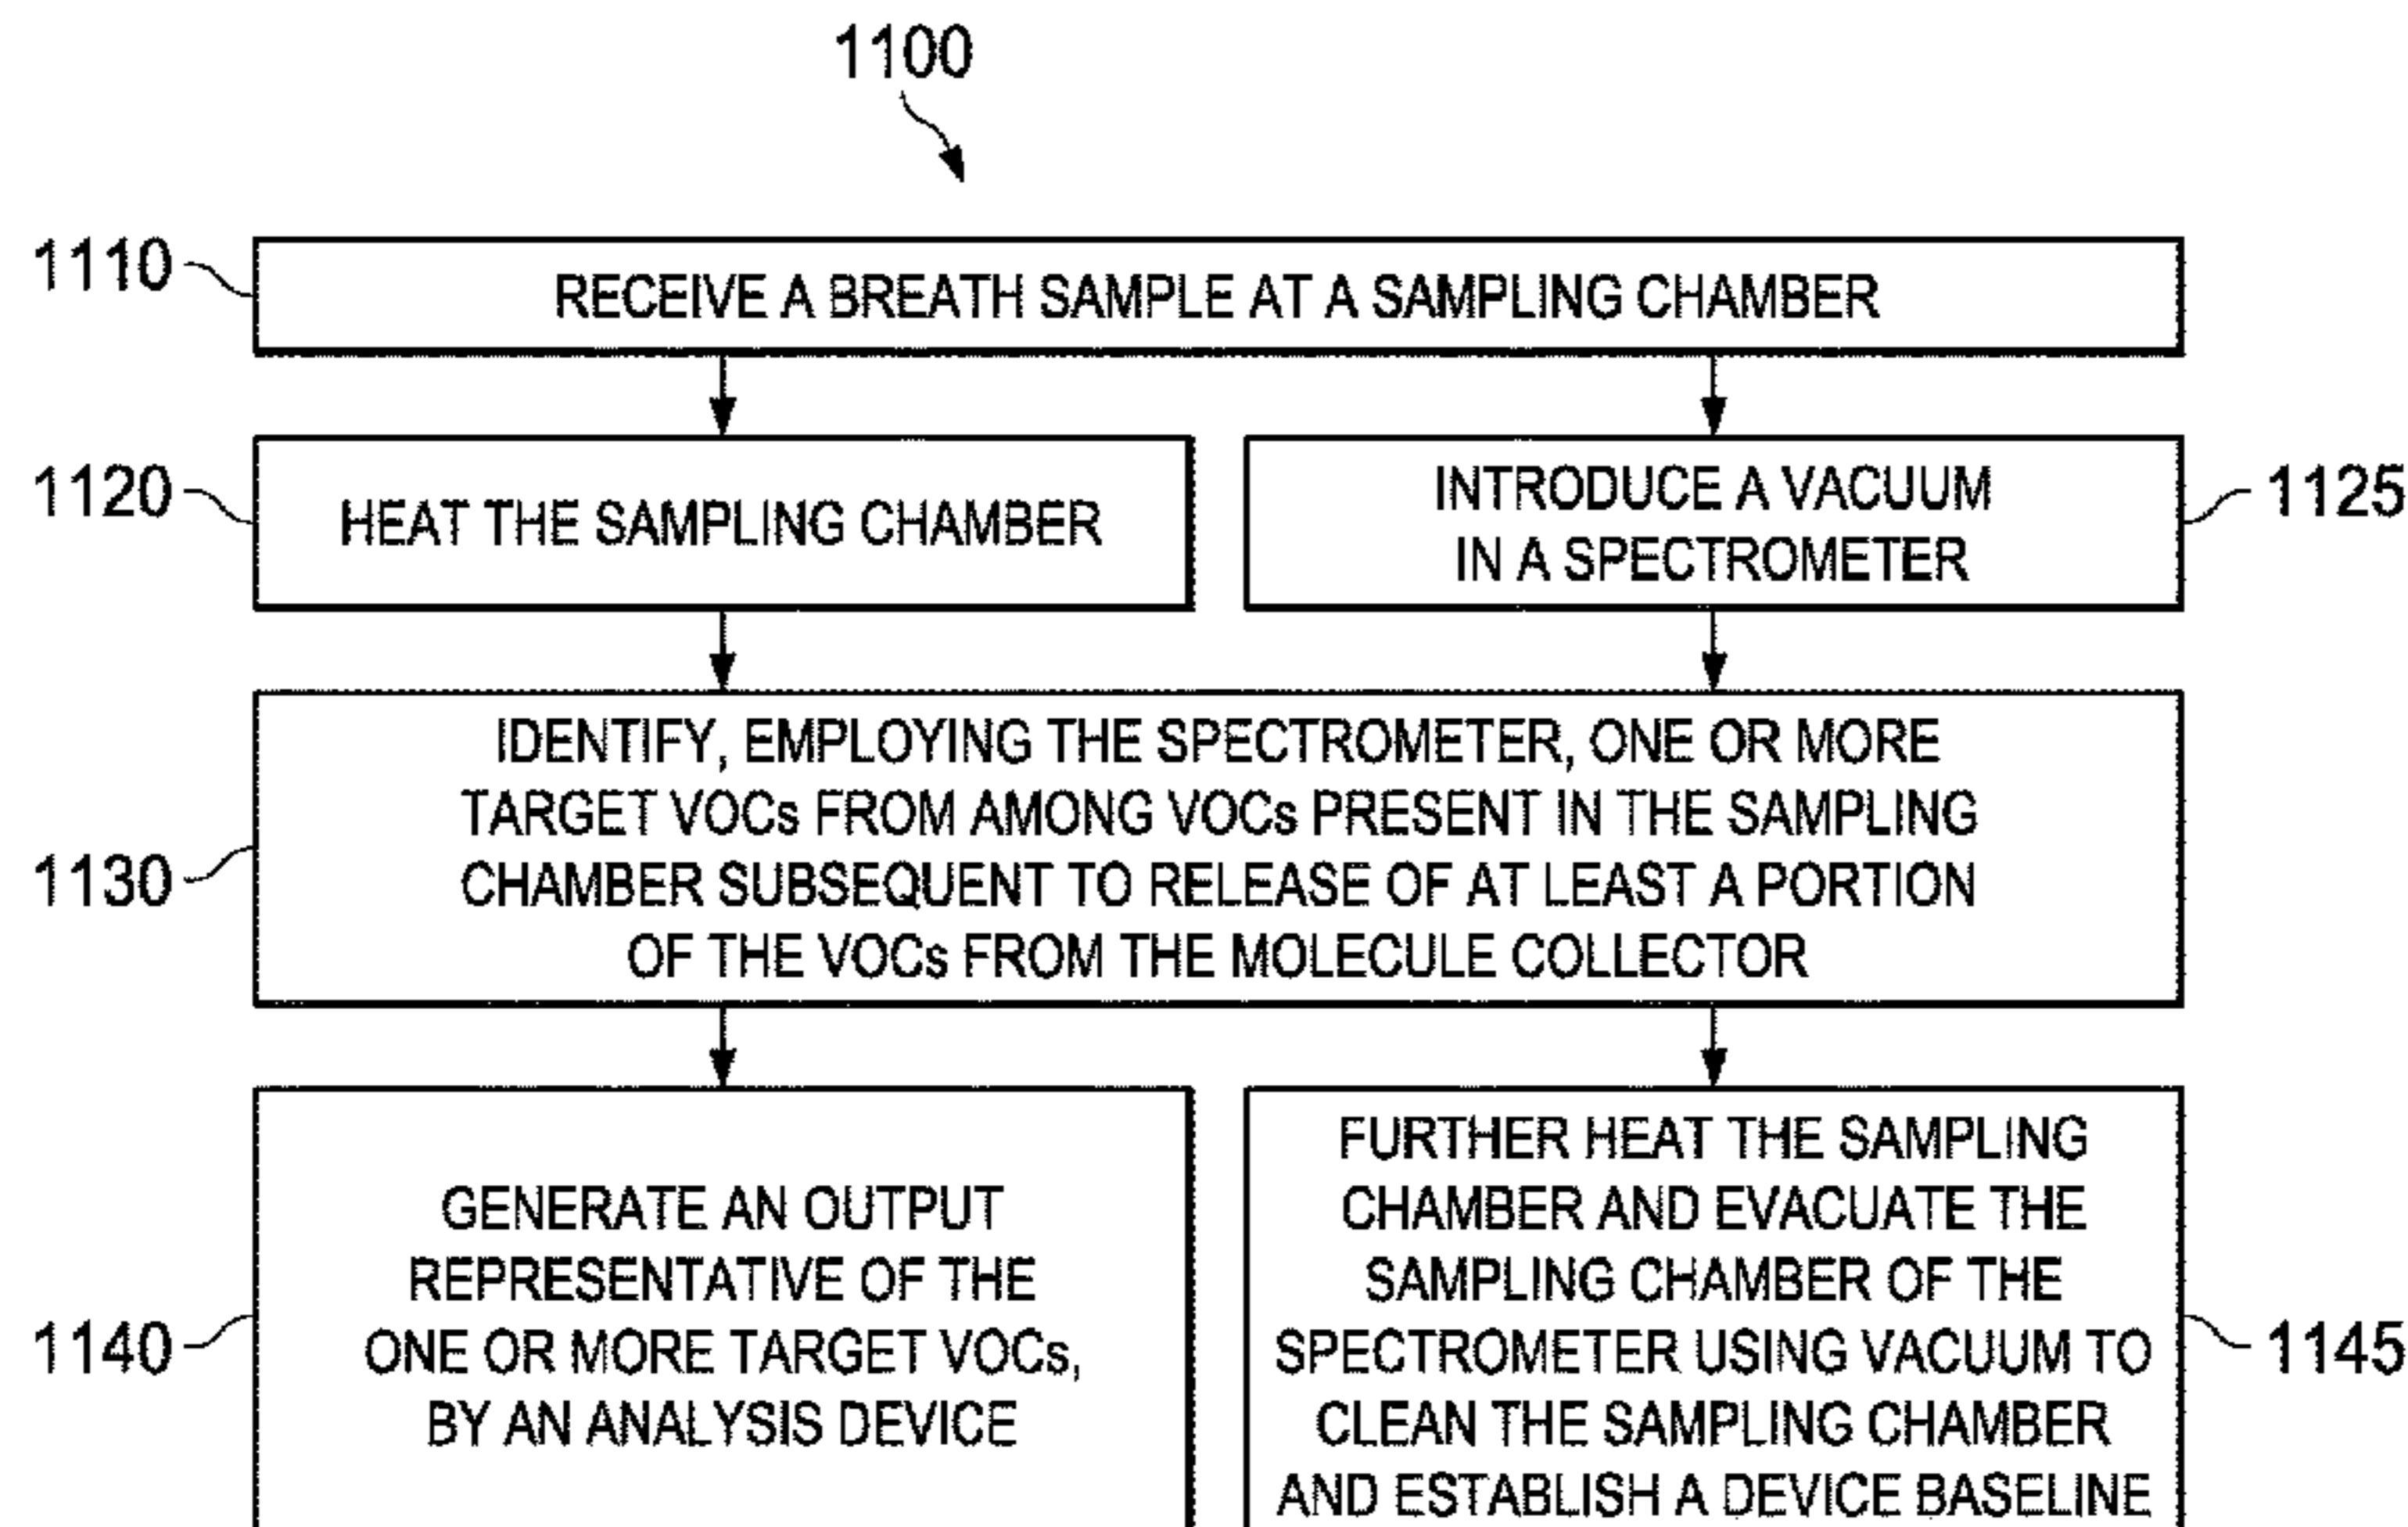 1100
1110
RECEIVE A BREATH SAMPLE AT A SAMPLING CHAMBER
1120
HEAT THE SAMPLING CHAMBER
INTRODUCE A VACUUM
IN A SPECTROMETER
1125
1130
IDENTIFY, EMPLOYING THE SPECTROMETER, ONE OR MORE
TARGET VOCs FROM AMONG VOCs PRESENT IN THE SAMPLING
CHAMBER SUBSEQUENT TO RELEASE OF AT LEAST A PORTION
OF THE VOCs FROM THE MOLECULE COLLECTOR
1140
GENERATE AN OUTPUT
REPRESENTATIVE OF THE
ONE OR MORE TARGET VOCs,
BY AN ANALYSIS DEVICE
FURTHER HEAT THE SAMPLING
CHAMBER AND EVACUATE THE
SAMPLING CHAMBER OF THE
SPECTROMETER USING VACUUM TO
CLEAN THE SAMPLING CHAMBER
AND ESTABLISH A DEVICE BASELINE
1145